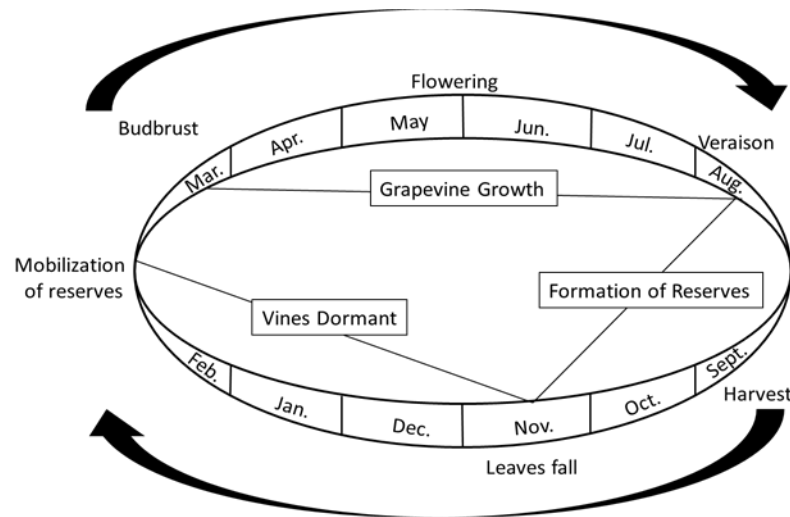 Flowering
Budbrust
May
Jun.
Apr.
Jul.
Veraison
Mar.
Aug.
Grapevine Growth
Mobilization
of reserves
Formation of Reserves
Vines Dormant
Feb.
Sept.
Jan.
Oct.
Harvest
Dec.
Nov.
Leaves fall